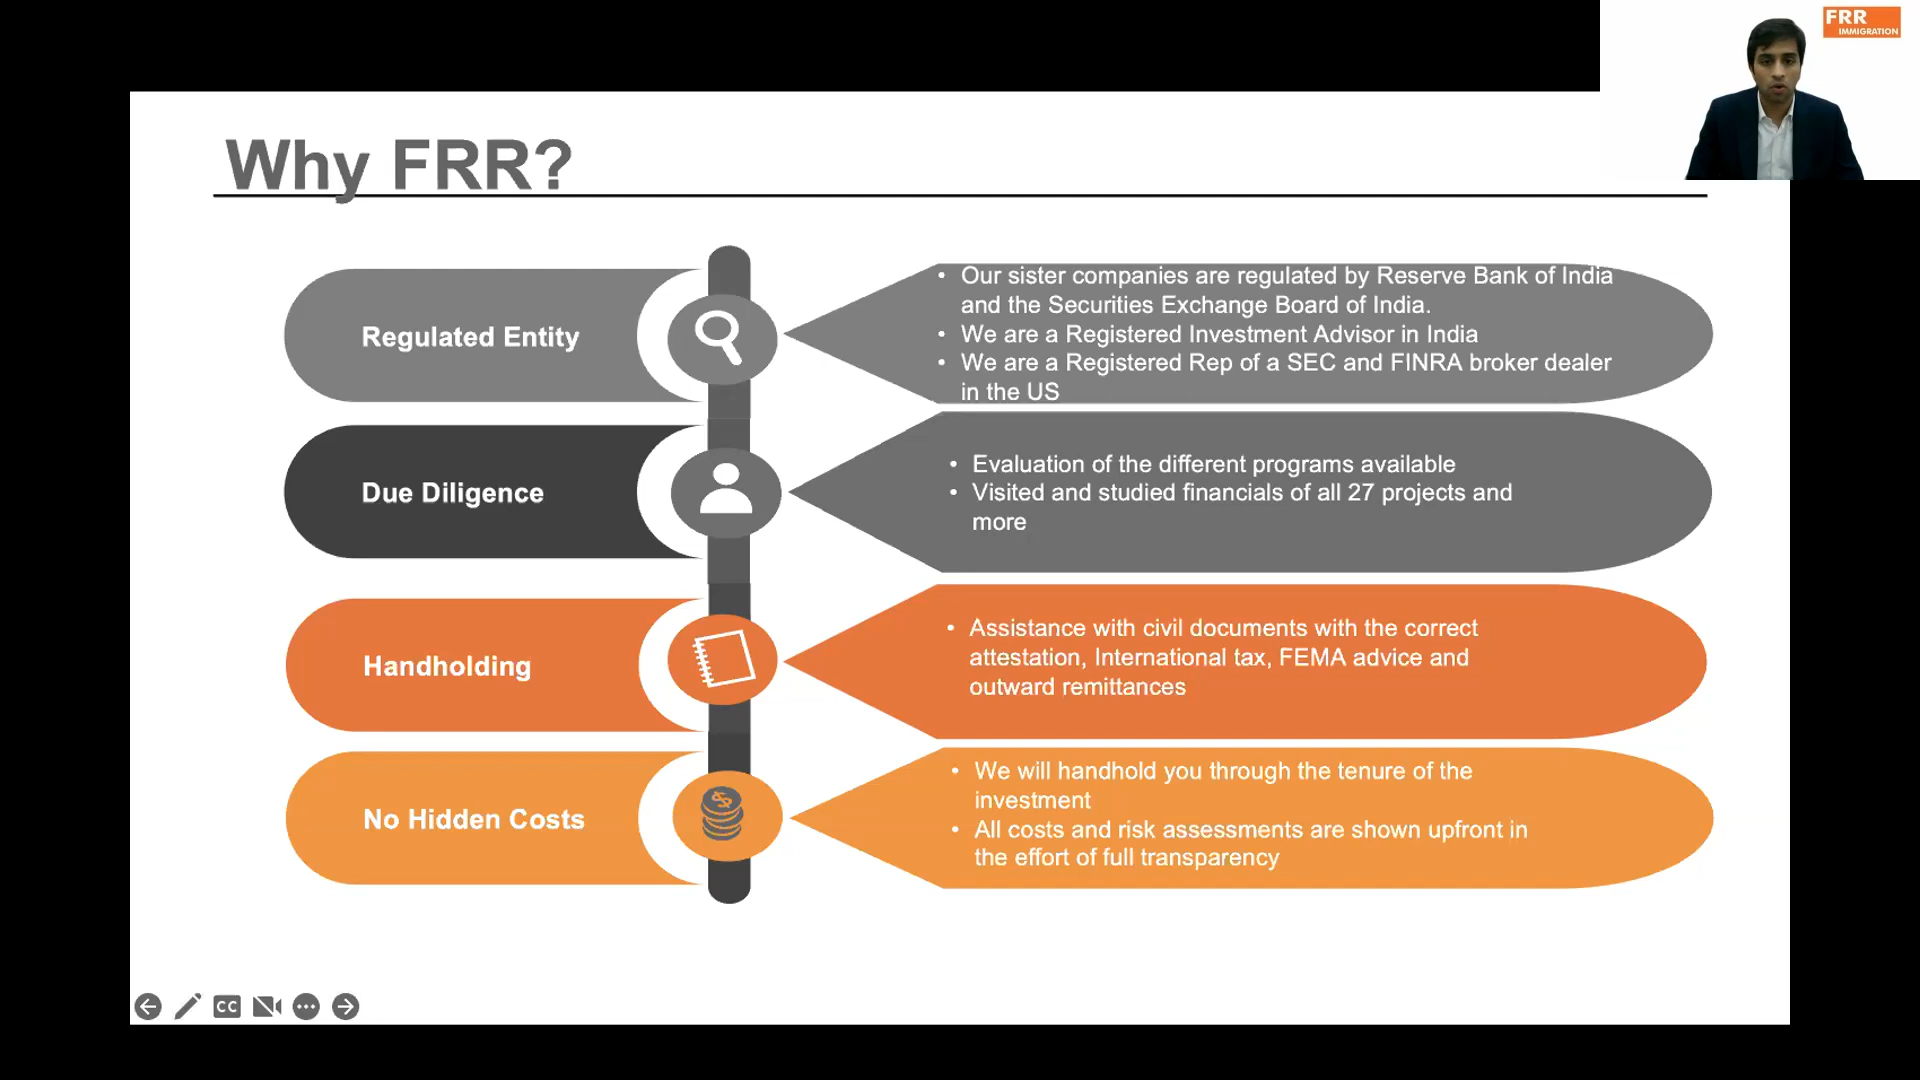 FRR
IMMIGRATION
Why FRR?
Regulated Entity
• Our sister companies are regulated by Reserve Bank of India
and the Securities Exchange Board of India.
• We are a Registered Investment Advisor in India
• We are a Registered Rep of a SEC and FINRA broker dealer
in the US
Due Diligence
• Evaluation of the different programs available
• Visited and studied financials of all 27 projects and
more
Handholding
• Assistance with civil documents with the correct
attestation, International tax, FEMA advice and
outward remittances
No Hidden Costs
$
• We will handhold you through the tenure of the
investment
• All costs and risk assessments are shown upfront in
the effort of full transparency
CC